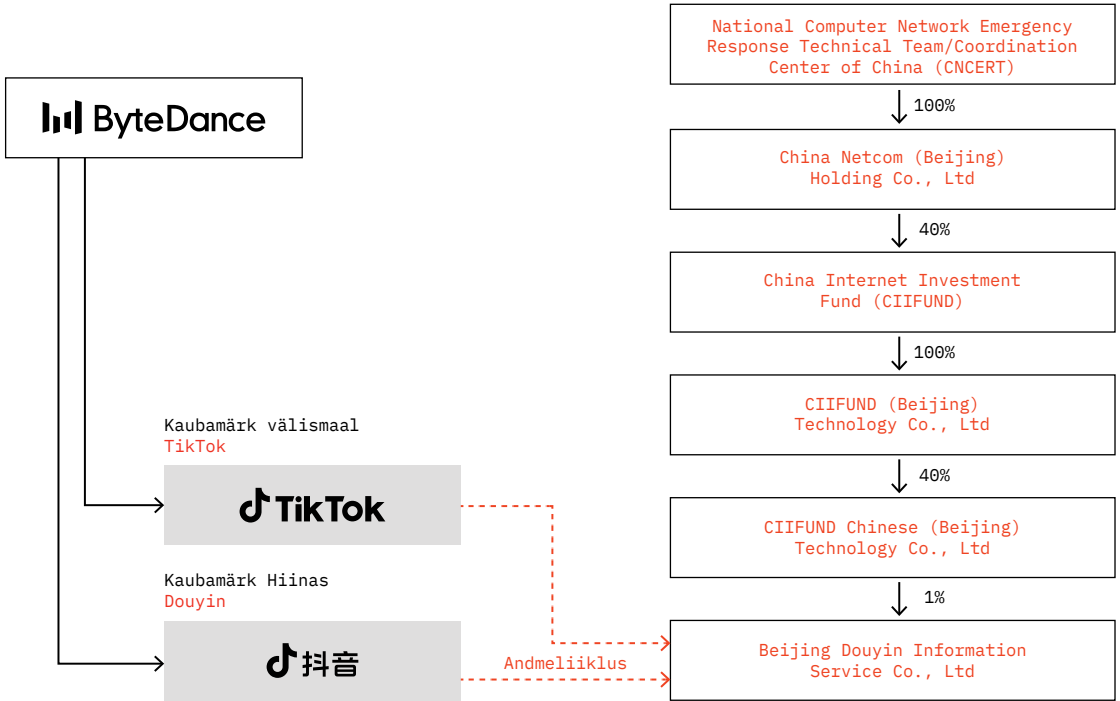 ByteDance
Kaubamärk välismaal
TikTok
TikTok
Kaubamärk Hiinas
Douyin
抖音
Andmeliiklus
National Computer Network Emergency
Response Technical Team/Coordination
Center of China (CNCERT)
100%
China Netcom (Beijing)
Holding Co., Ltd
40%
China Internet Investment
Fund (CIIFUND)
100%
CIIFUND (Beijing)
Technology Co., Ltd
40%
CIIFUND Chinese (Beijing)
Technology Co., Ltd
1%
Beijing Douyin Information
Service Co., Ltd